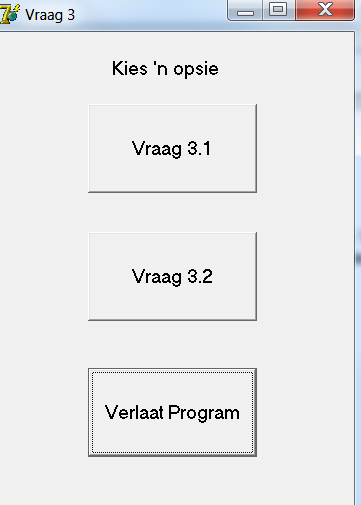 Vraag 3
Kies 'n opsie
Vraag 3.1
Vraag 3.2
Verlaat Program